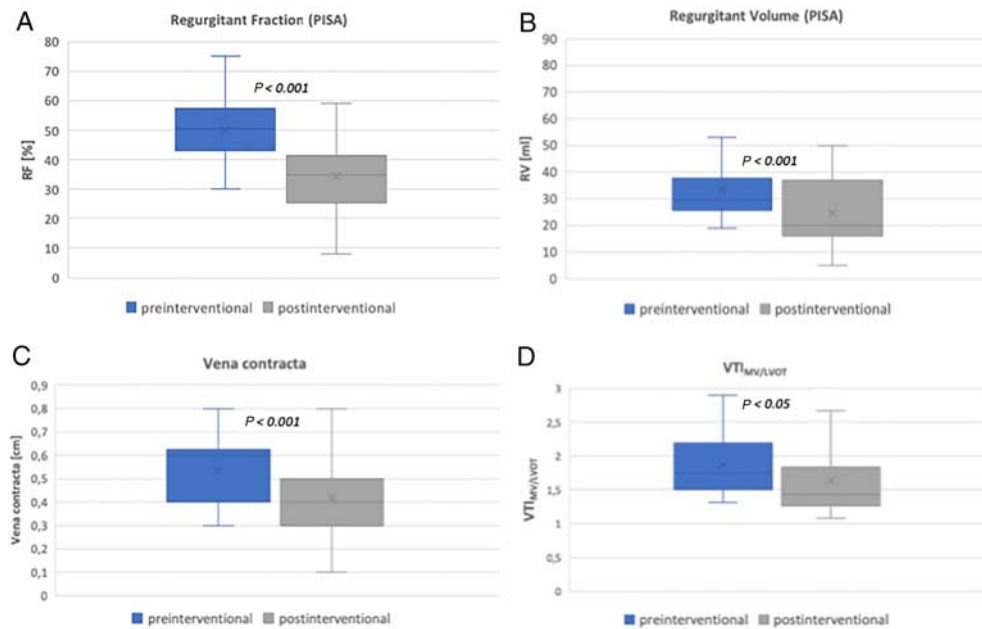 A
Regurgitant Fraction (PISA)
80
70
60
50
40
30
20
10
0
RF [%]
P < 0.001
preinterventional postinterventional
B
Regurgitant Volume (PISA)
90
80
70
60
50
40
30
20
10
0
RV [ml]
P < 0.001
preinterventional postinterventional
C
Vena contracta
0,9
0,8
0,7
0,6
0,5
0,4
0,3
0,2
0,1
0
Vena contracta [cm]
P < 0.001
preinterventional postinterventional
D
VTIMV/LVOT
3
2,5
2
1,5
1
0,5
0
VTIMV/LVOT
P < 0.05
preinterventional postinterventional